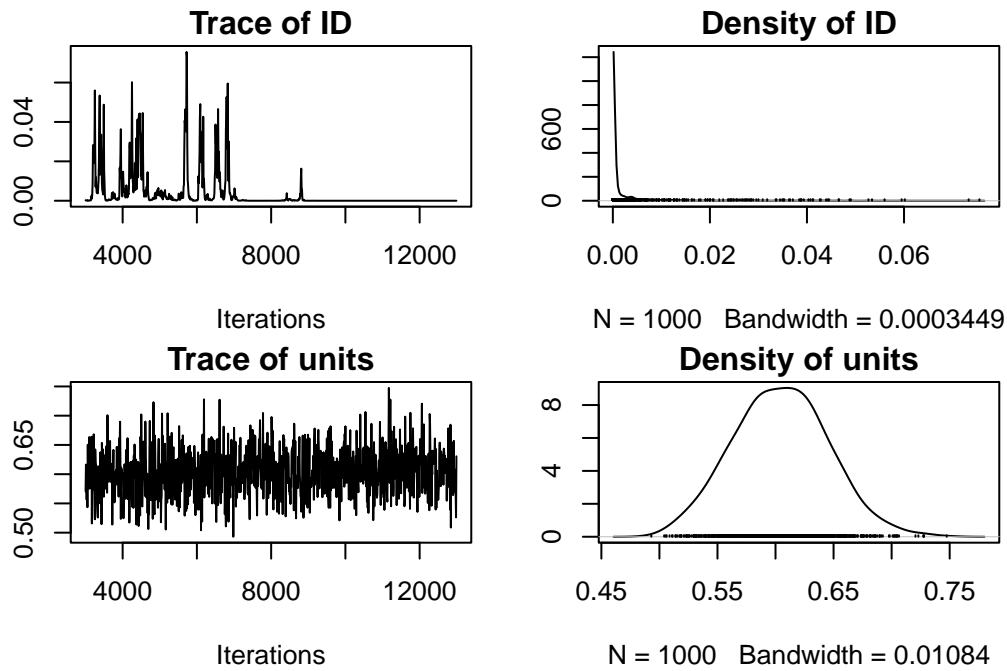 Trace of ID
0.04
0.00
4000 8000 12000
Iterations
Density of ID
600
0
0.00 0.02 0.04 0.06
N = 1000 Bandwidth = 0.0003449
Trace of units
0.65
0.50
4000 8000 12000
Iterations
Density of units
8
4
0
0.45 0.55 0.65 0.75
N = 1000 Bandwidth = 0.01084